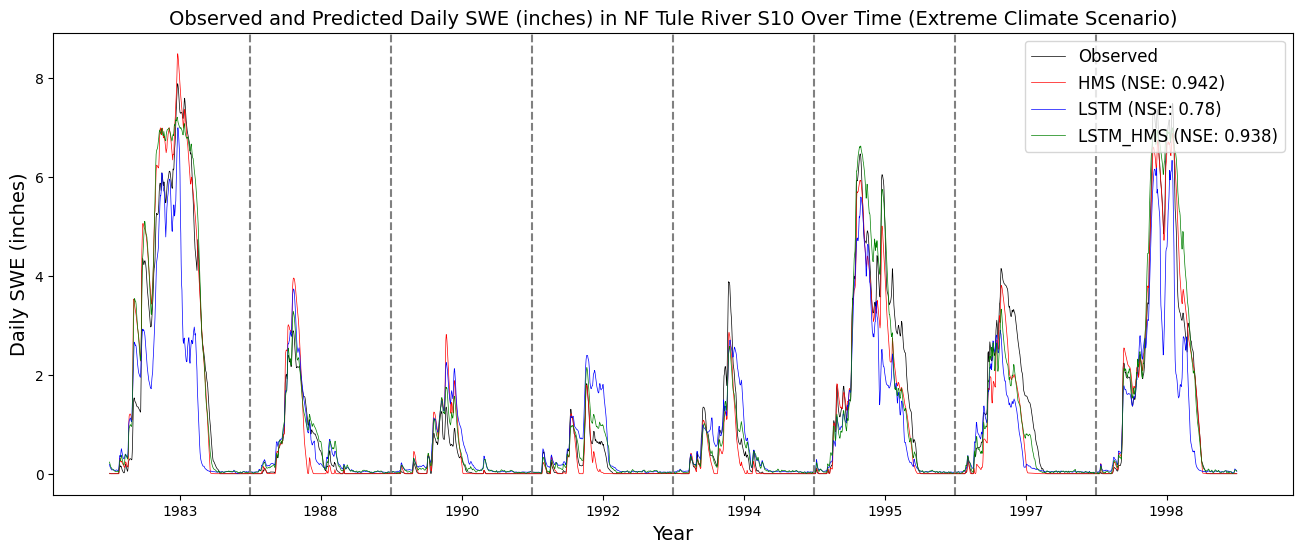 Observed and Predicted Daily SWE (inches) in NF Tule River S10 Over Time (Extreme Climate Scenario)
Observed
HMS (NSE: 0.942)
LSTM (NSE: 0.78)
LSTM_HMS (NSE: 0.938)
Daily SWE (inches)
8
6
4
2
0
1983 1988 1990 1992 1994 1995 1997 1998
Year